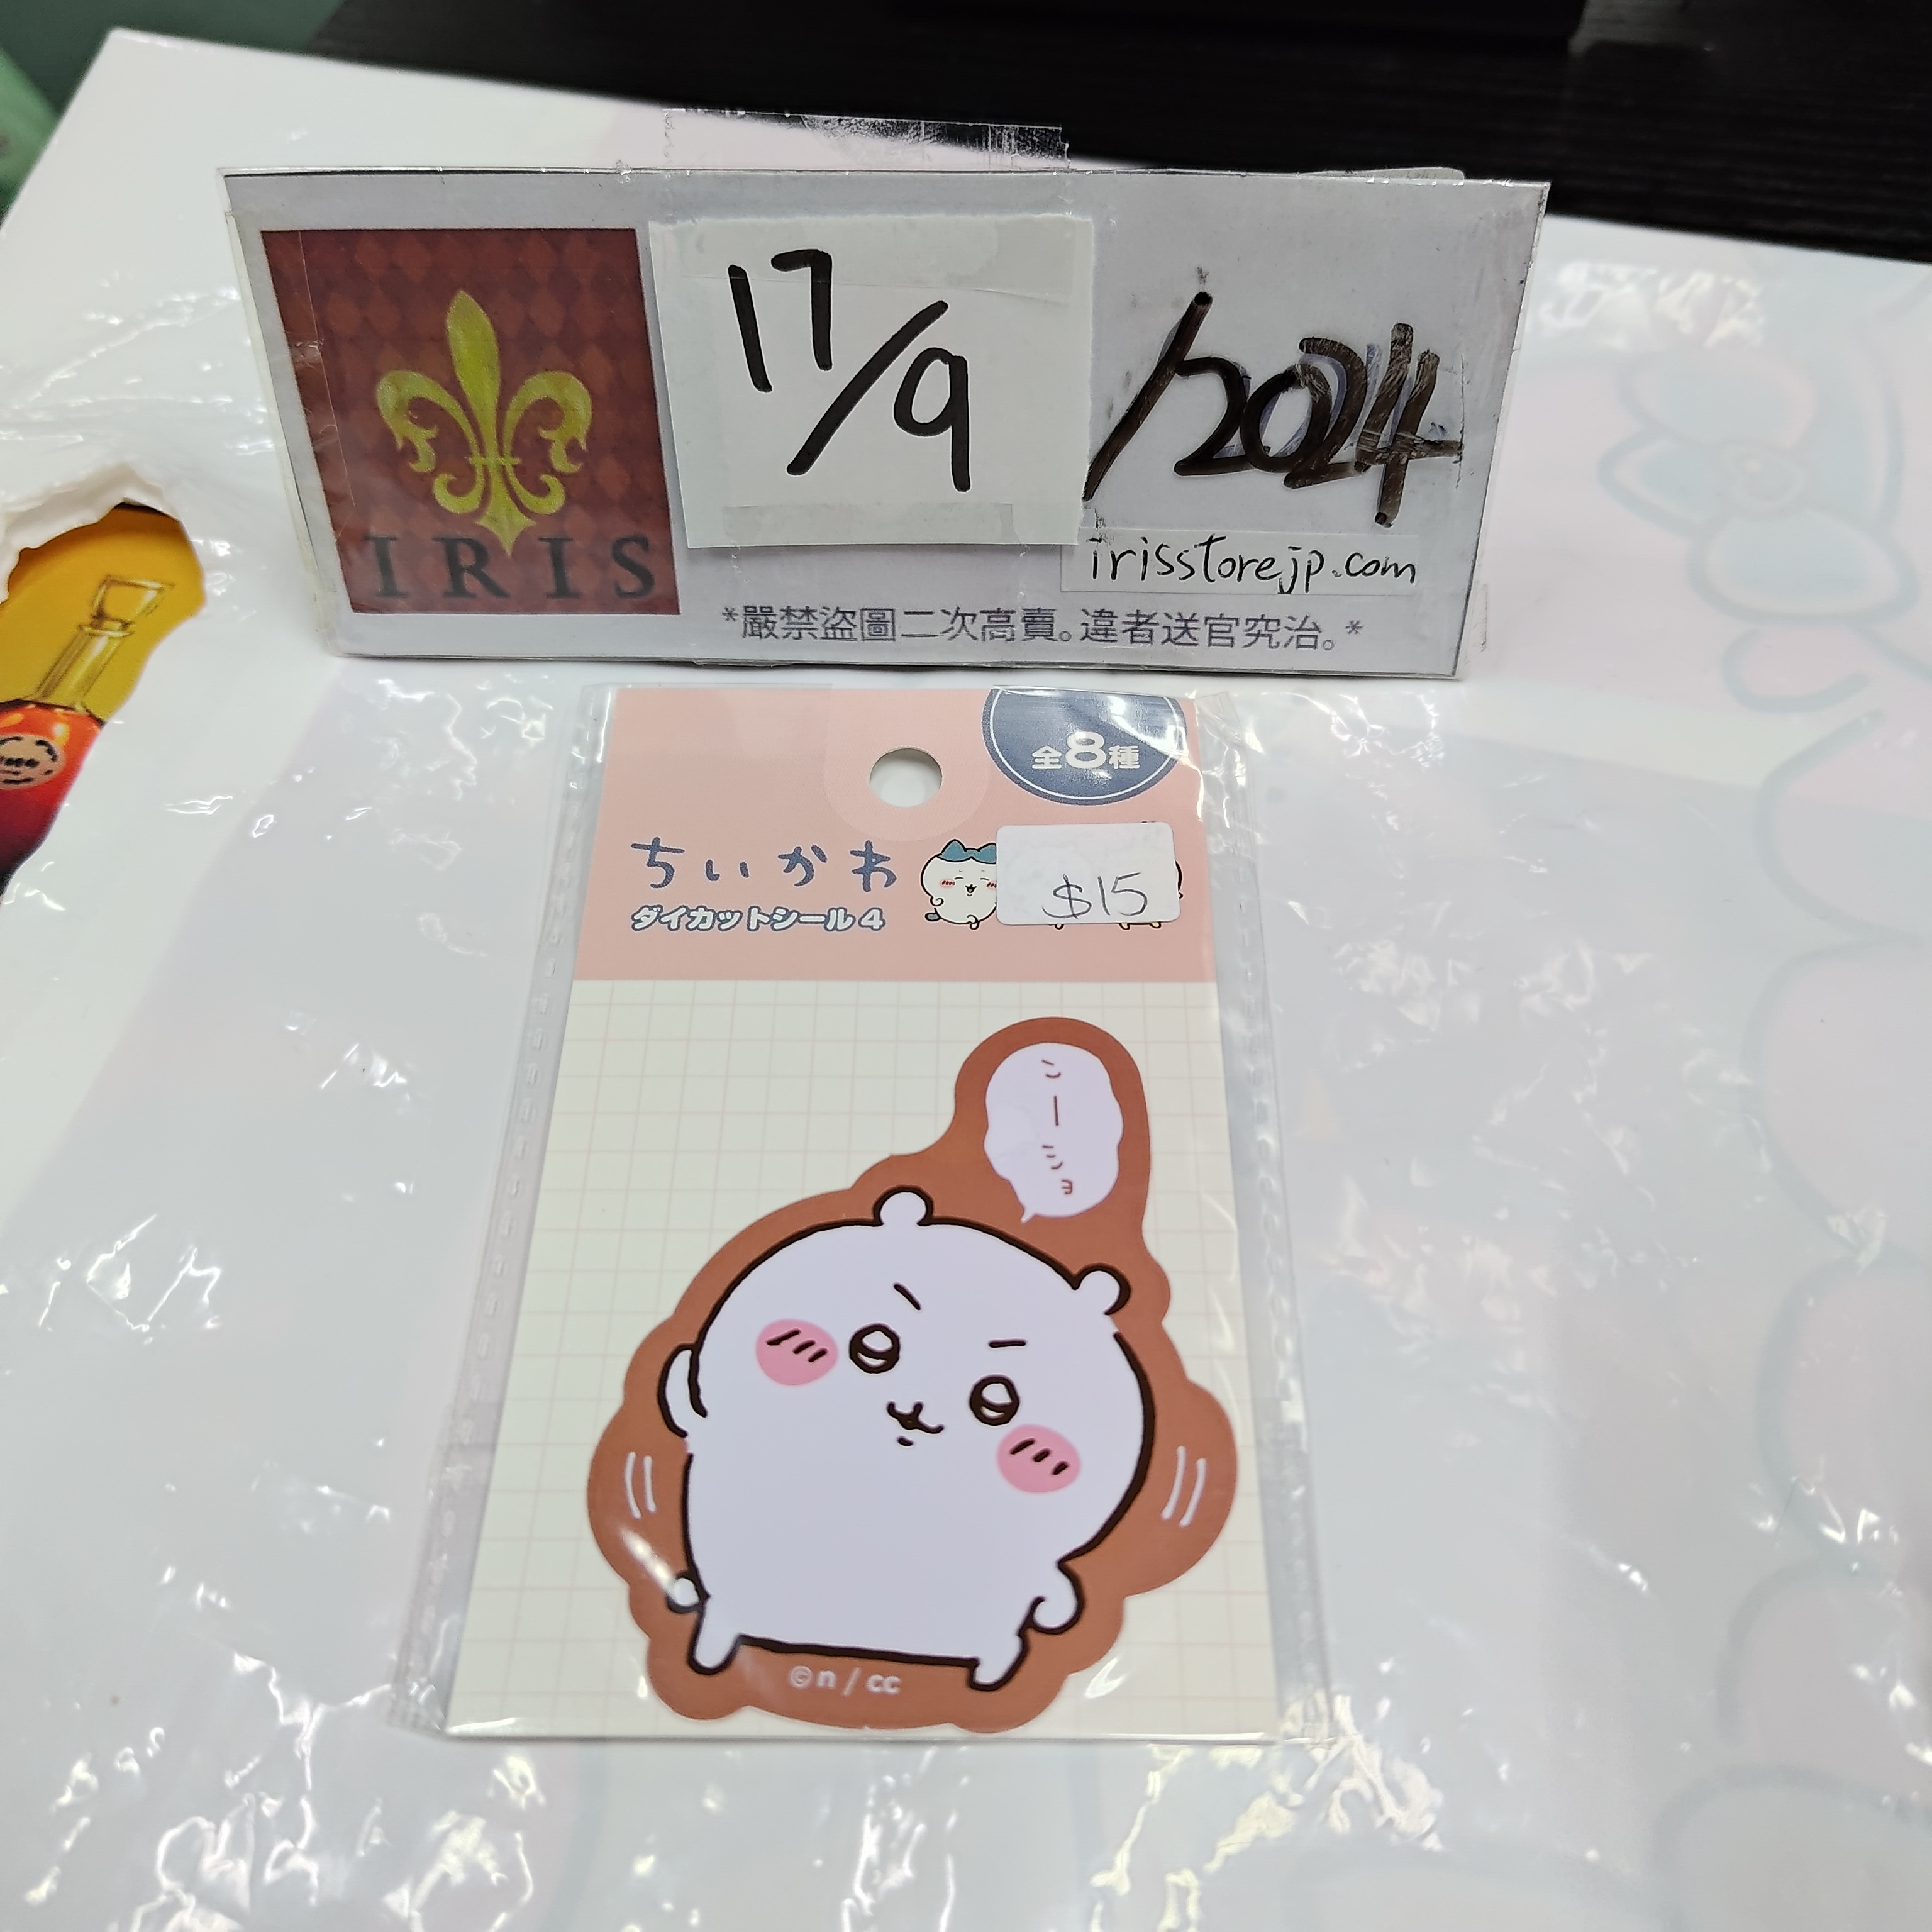 17/9
/2024
IRIS
irisstorejp.com
*嚴禁盜圖二次高賣。違者送官究治。*
全8種
ちいかわ
ダイカットシール4
$15
こーショ
©n / cc